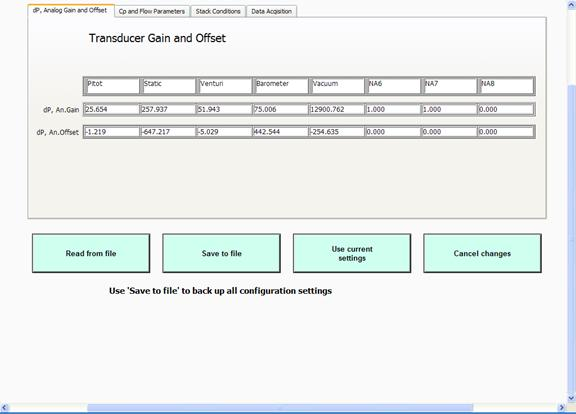 dP, Analog Gain and Offset Cp and Flow Parameters Stack Conditions Data Acqisition
Transducer Gain and Offset
Pitot Static Venturi Barometer Vacuum NA6 NA7 NA8
dP, An.Gain 25.654 257.937 51.943 75.006 12900.762 1.000 1.000 0.000
dP, An.Offset -1.219 -647.217 -5.029 442.544 -254.635 0.000 0.000 0.000
Read from file Save to file Use current Cancel changes
settings
Use 'Save to file' to back up all configuration settings